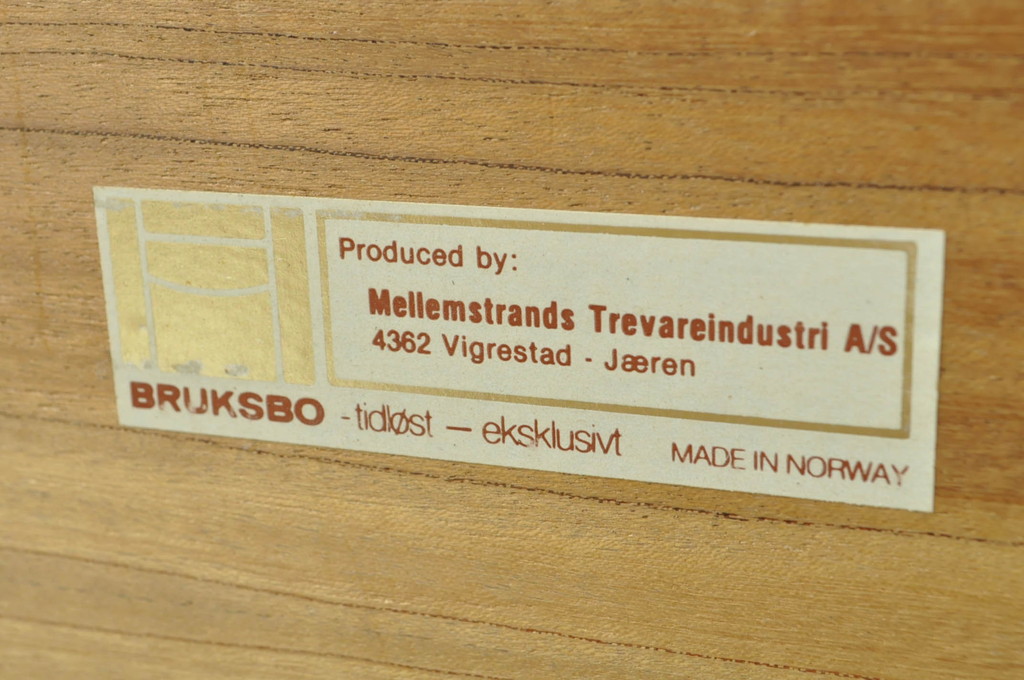 Produced by:
Mellemstrands Trevareindustri A/S
4362 Vigrestad - Jæren
BRUKSBO - tidløst — eksklusivt MADE IN NORWAY